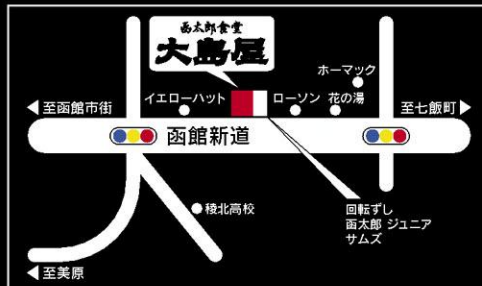 函太郎食堂
大島屋
ホーマック
至函館市街
イエローハット
ローソン
花の湯
至七飯町
函館新道
稜北高校
回転ずし
函太郎 ジュニア
サムズ
至美原